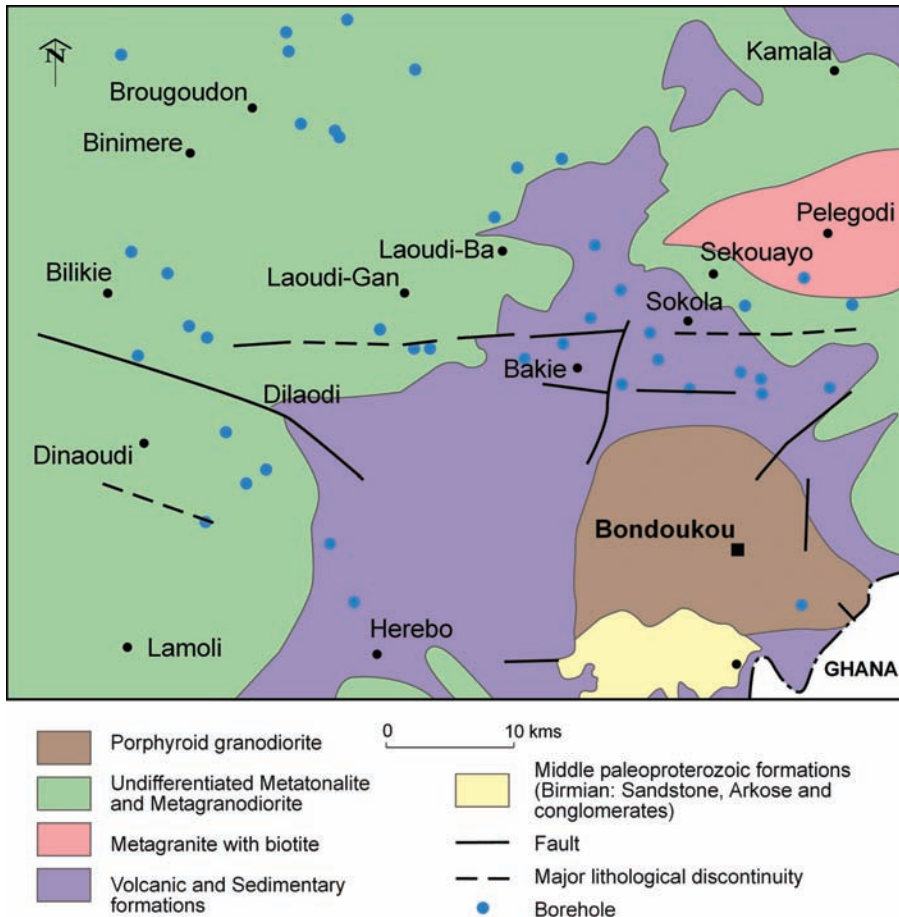 N
Kamala
Brougoudon
Binimere
Pelegodi
Laoudi-Ba
Sekouayo
Bilikie
Laoudi-Gan
Sokola
Bakie
Dilaodi
Dinaoudi
Bondoukou
Herebo
Lamoli
GHANA
0 10 kms
Porphyroid granodiorite
Undifferentiated Metatonalite
and Metagranodiorite
Metagranite with biotite
Volcanic and Sedimentary
formations
Middle paleoproterozoic formations
(Birmian: Sandstone, Arkose and
conglomerates)
Fault
Major lithological discontinuity
Borehole